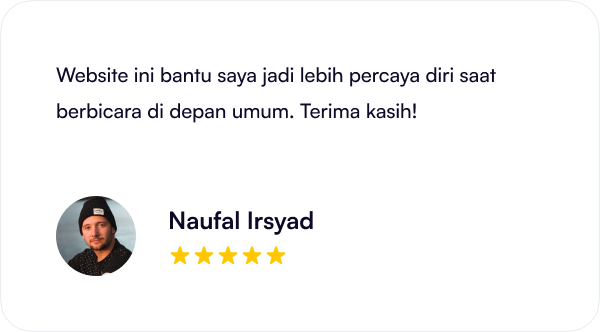 Website ini bantu saya jadi lebih percaya diri saat
berbicara di depan umum. Terima kasih!
Naufal Irsyad